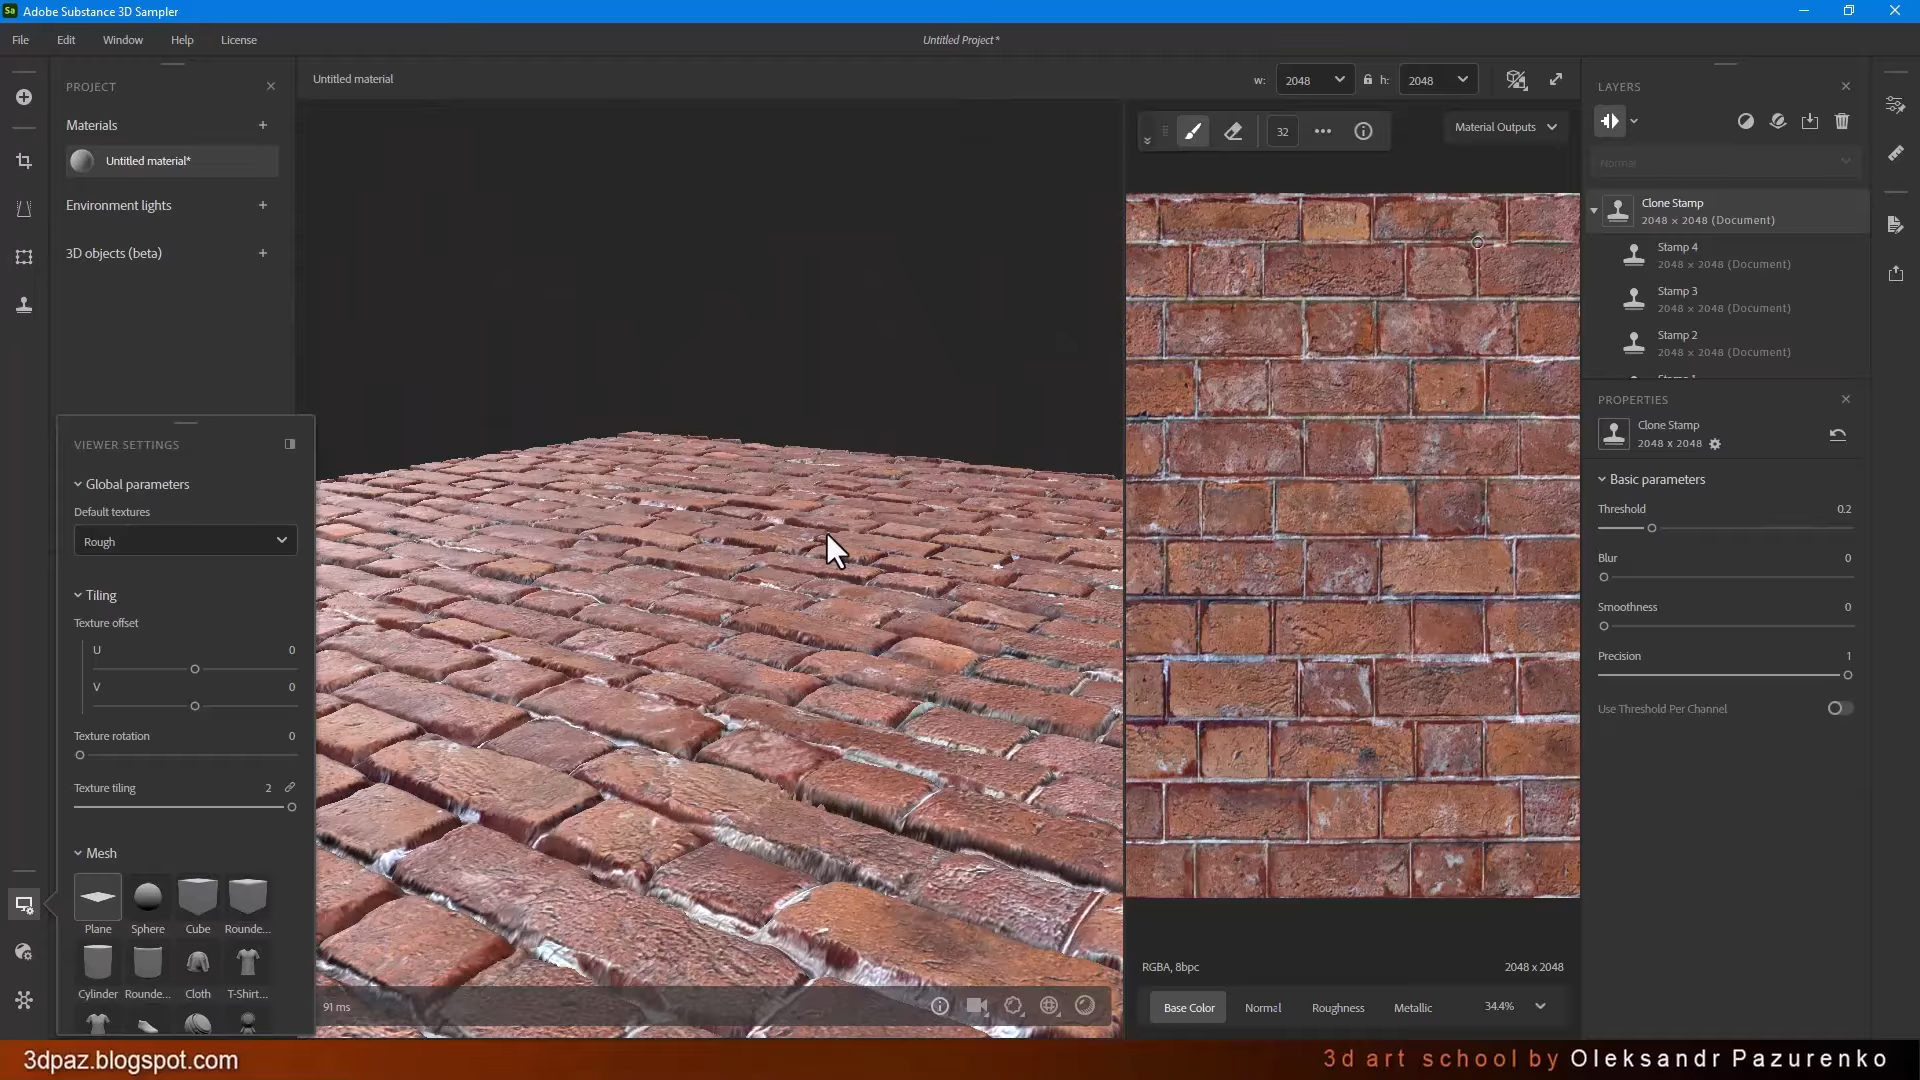 Sa Adobe Substance 3D Sampler
File Edit Window Help License
Untitled Project*
PROJECT
Materials
Untitled material*
Environment lights
3D objects (beta)
VIEWER SETTINGS
Global parameters
Default textures
Rough
Tiling
Texture offset
U 0
V 0
Texture rotation 0
Texture tiling 2
Mesh
Plane Sphere Cube Rounde...
Cylinder Rounde... Cloth T-Shirt...
Untitled material
w: 2048 h: 2048
91 ms
32
Material Outputs
RGBA, 8bpc 2048 x 2048
Base Color Normal Roughness Metallic 34.4%
LAYERS
Normal
Clone Stamp
2048 x 2048 (Document)
Stamp 4
2048 x 2048 (Document)
Stamp 3
2048 x 2048 (Document)
Stamp 2
2048 x 2048 (Document)
PROPERTIES
Clone Stamp
2048 x 2048
Basic parameters
Threshold 0.2
Blur 0
Smoothness 0
Precision 1
Use Threshold Per Channel
3dpaz.blogspot.com
3d art school by Oleksandr Pazurenko